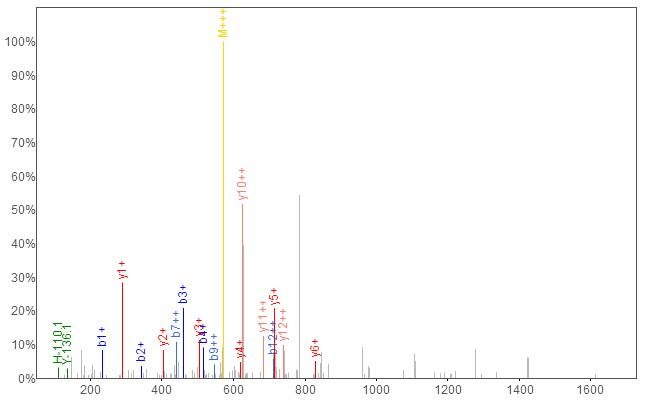 M+++
100%
90%
80%
70%
60%
50%
40%
30%
20%
10%
0%
H-110.1
Y-136.1
b1+
y1+
b2+
y2+
b7++
b3+
y3+
b4+
b9++
y4+
y10++
y11++
b12++
y5+
y12++
y6+
200
400
600
800
1000
1200
1400
1600